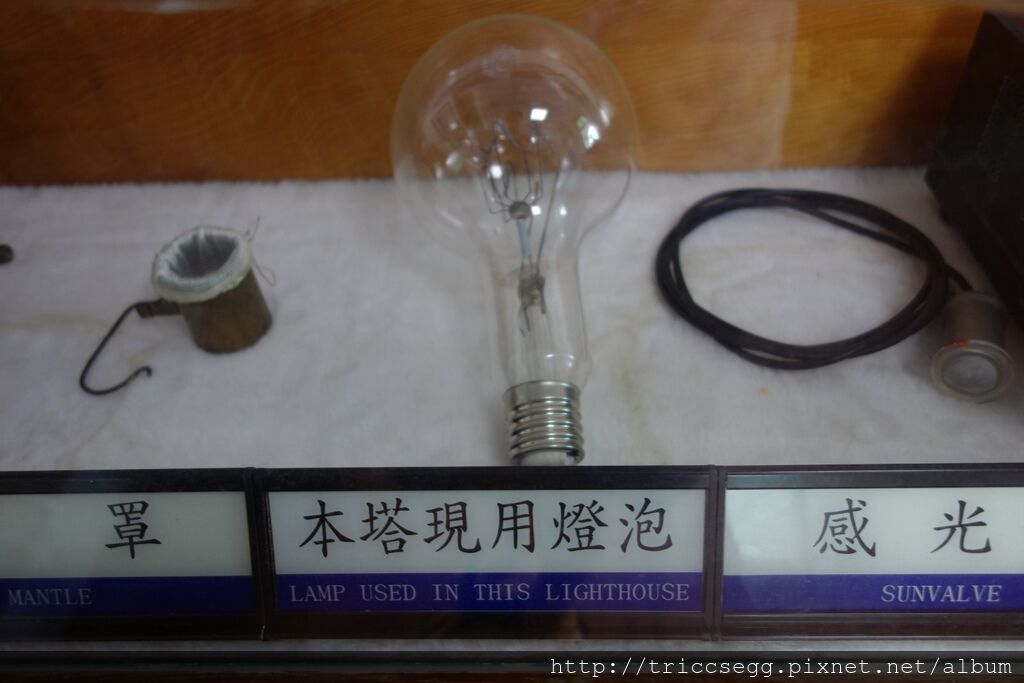 罩
MANTLE
本塔現用燈泡
LAMP USED IN THIS LIGHTHOUSE
感 光
SUNVALVE
http://triccsegg.pixnet.net/album